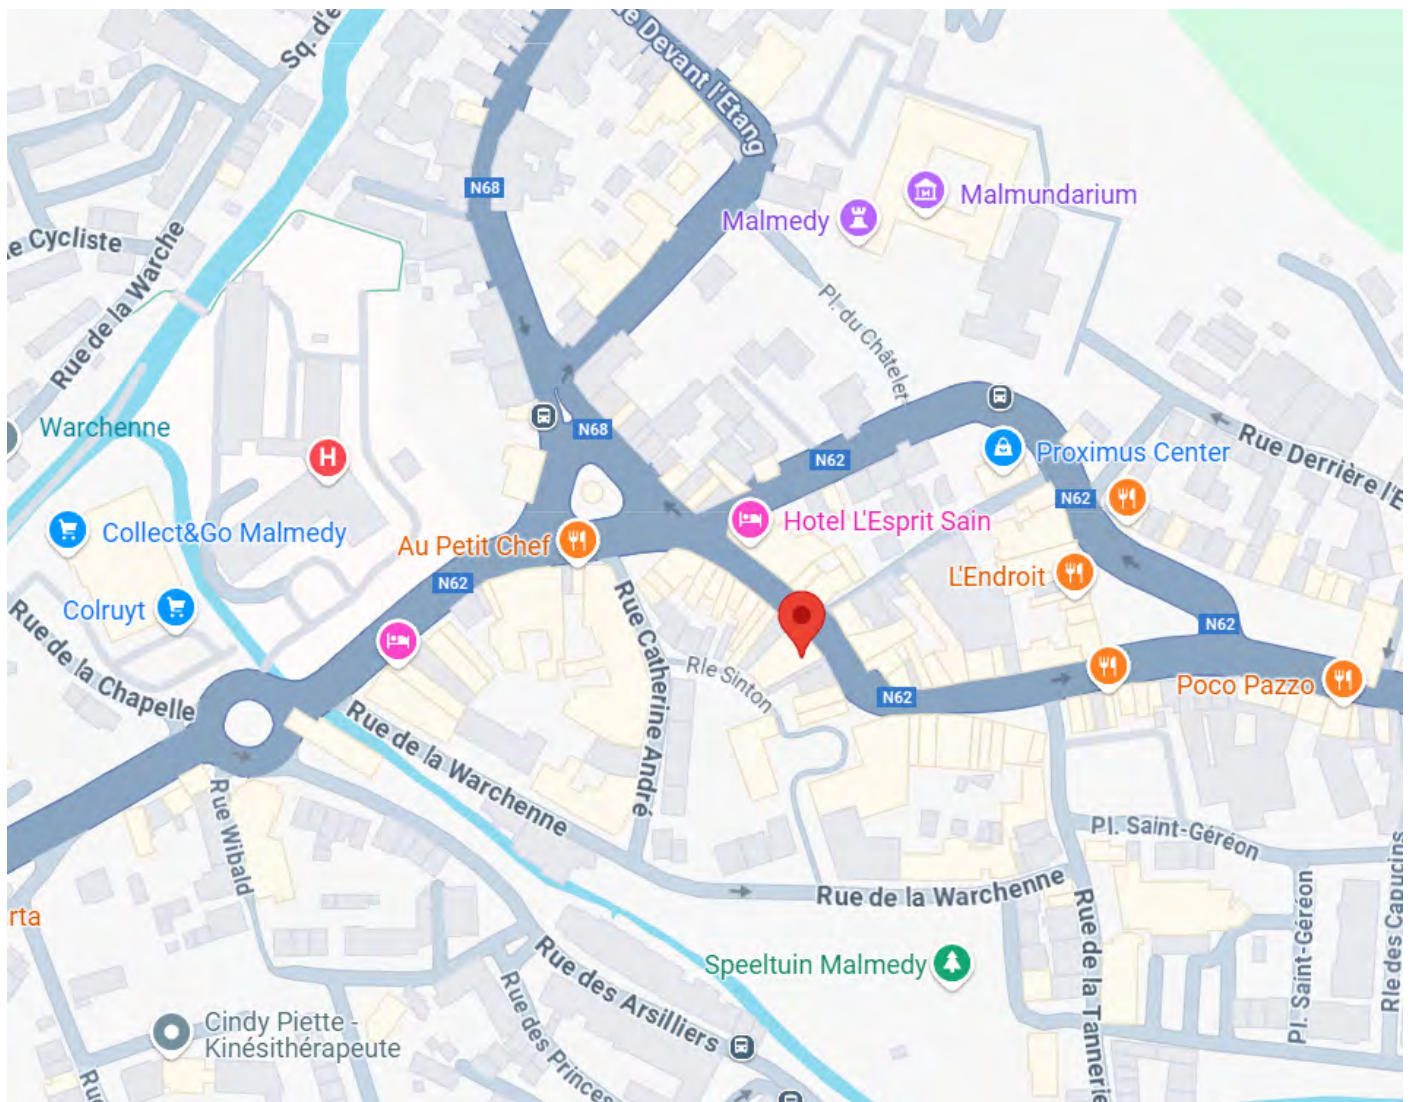 Sq. d'e
e Devant l'Etang
N68
Malmundarium
Malmedy
e Cycliste
Rue de la Warche
Pl. du Châtelet
Warchenne
N68
H
N62
Proximus Center
Rue Derrière l'E
N62
Collect&Go Malmedy
Au Petit Chef
Hotel L'Esprit Sain
N62
L'Endroit
Colruyt
Rue Catherine André
N62
Rue de la Chapelle
Rle Sinton
N62
Poco Pazzo
Rue de la Warchenne
Rue Wibald
Pl. Saint-Géréon
Rue de la Warchenne
rta
Rue de la Tannerie
Pl. Saint-Géréon
Rle des Capucins
Speeltuin Malmedy
Rue des Arsilliers
Rue des Princes
Cindy Piette -
Kinésithérapeute
Rue